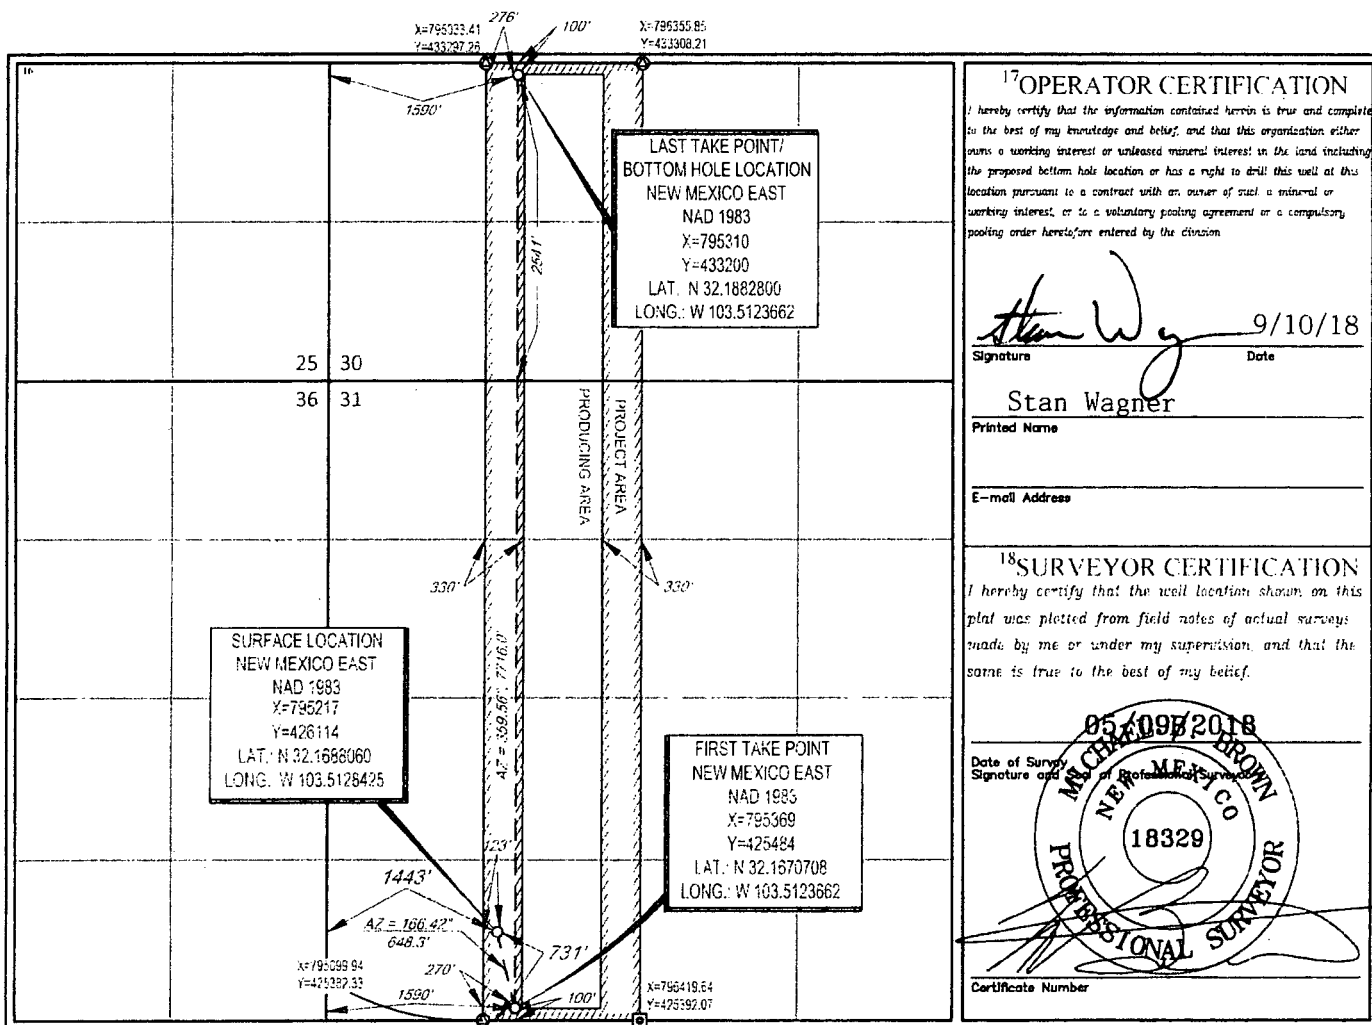 X=795033.41
Y=433297.26
276'
100'
X=796355.85
Y=433308.21
16
1590'
LAST TAKE POINT/
BOTTOM HOLE LOCATION
NEW MEXICO EAST
NAD 1983
X=795310
Y=433200
LAT.: N 32.1882800
LONG.: W 103.5123662
2541'
25 30
36 31
PRODUCING AREA
PROJECT AREA
330'
330'
AZ = 359.56°, 7716.0'
SURFACE LOCATION
NEW MEXICO EAST
NAD 1983
X=795217
Y=426114
LAT.: N 32.1688060
LONG.: W 103.5128425
FIRST TAKE POINT
NEW MEXICO EAST
NAD 1983
X=795369
Y=425484
LAT.: N 32.1670708
LONG.: W 103.5123662
123'
1443'
AZ = 166.42°
648.3'
731'
X=795099.94
Y=425382.33
270'
1590'
100'
X=796419.64
Y=425392.07
17 OPERATOR CERTIFICATION
I hereby certify that the information contained herein is true and complete
to the best of my knowledge and belief, and that this organization either
owns a working interest or unleased mineral interest in the land including
the proposed bottom hole location or has a right to drill this well at this
location pursuant to a contract with an owner of such a mineral or
working interest, or to a voluntary pooling agreement or a compulsory
pooling order heretofore entered by the division
Stan Wagner 9/10/18
Signature Date
Stan Wagner
Printed Name
E-mail Address
18 SURVEYOR CERTIFICATION
I hereby certify that the well location shown on this
plat was plotted from field notes of actual surveys
made by me or under my supervision, and that the
same is true to the best of my belief.
05/09/2018
Date of Survey
Signature and Seal of Professional Surveyor
MICHAEL BROWN
NEW MEXICO
18329
PROFESSIONAL SURVEYOR
Certificate Number